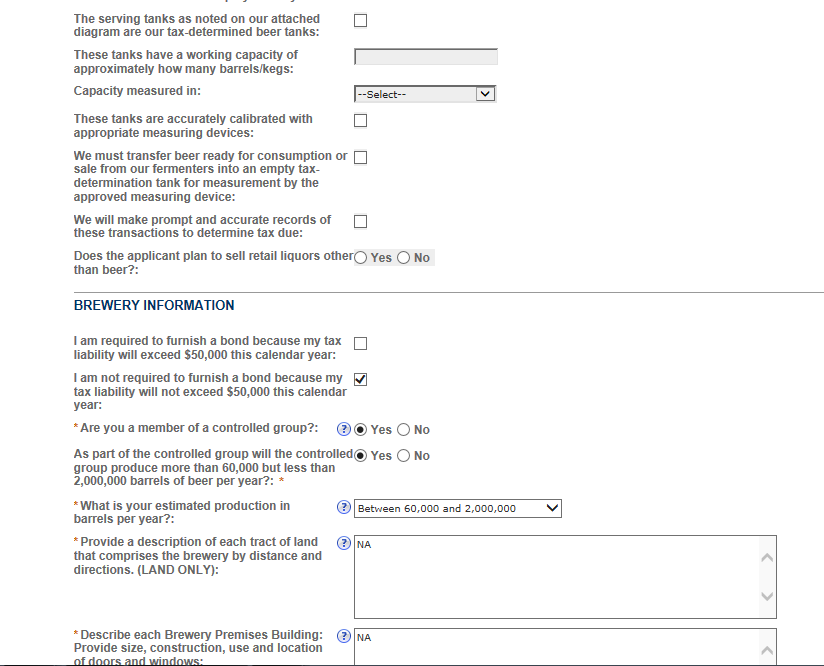 The serving tanks as noted on our attached
diagram are our tax-determined beer tanks:
These tanks have a working capacity of
approximately how many barrels/kegs:
Capacity measured in:
--Select--
These tanks are accurately calibrated with
appropriate measuring devices:
We must transfer beer ready for consumption or
sale from our fermenters into an empty tax-
determination tank for measurement by the
approved measuring device:
We will make prompt and accurate records of
these transactions to determine tax due:
Does the applicant plan to sell retail liquors other
than beer?:
Yes No
BREWERY INFORMATION
I am required to furnish a bond because my tax
liability will exceed $50,000 this calendar year:
I am not required to furnish a bond because my
tax liability will not exceed $50,000 this calendar
year:
*Are you a member of a controlled group?:
? Yes No
As part of the controlled group will the controlled
group produce more than 60,000 but less than
2,000,000 barrels of beer per year?: *
Yes No
*What is your estimated production in
barrels per year?:
? Between 60,000 and 2,000,000
*Provide a description of each tract of land
that comprises the brewery by distance and
directions. (LAND ONLY):
? NA
*Describe each Brewery Premises Building:
Provide size, construction, use and location
of doors and windows:
? NA